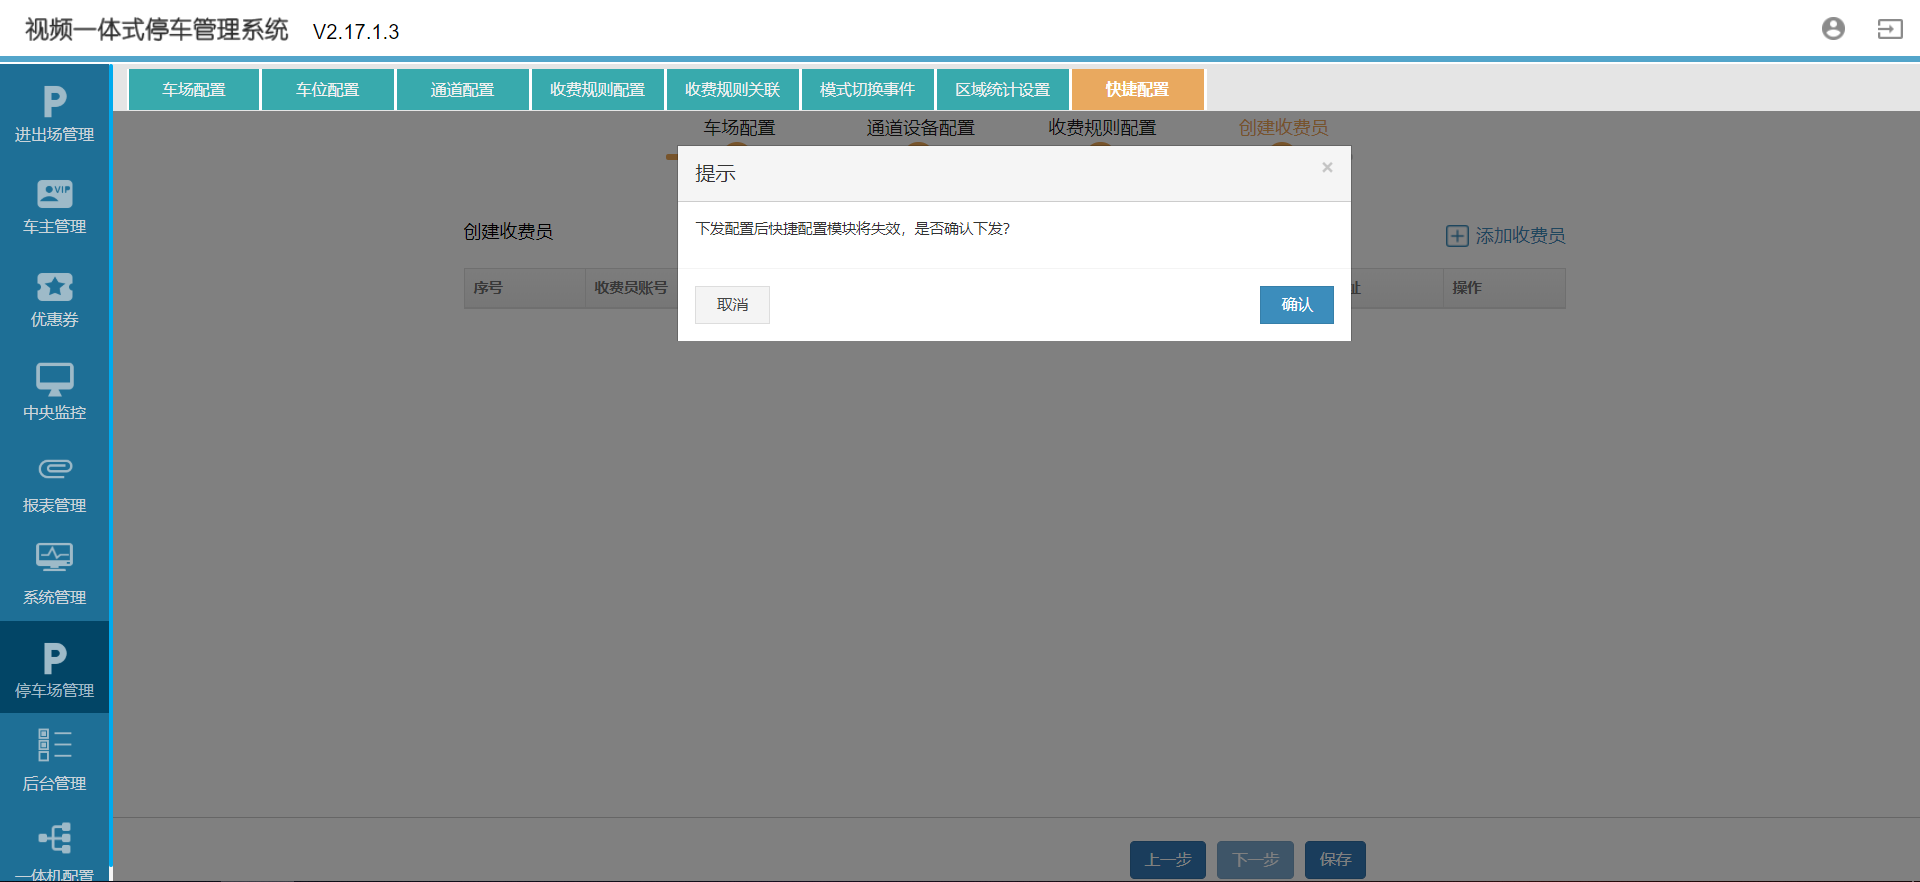 视频一体式停车管理系统 V2.17.1.3
车场配置 车位配置 通道配置 收费规则配置 收费规则关联 模式切换事件 区域统计设置 快捷配置
车场配置 通道设备配置 收费规则配置 创建收费员
进出场管理
车主管理
优惠券
中央监控
报表管理
系统管理
停车场管理
后台管理
一体机配置
提示 ×
下发配置后快捷配置模块将失效，是否确认下发?
取消 确认
创建收费员 添加收费员
序号 收费员账号 址 操作
上一步 下一步 保存